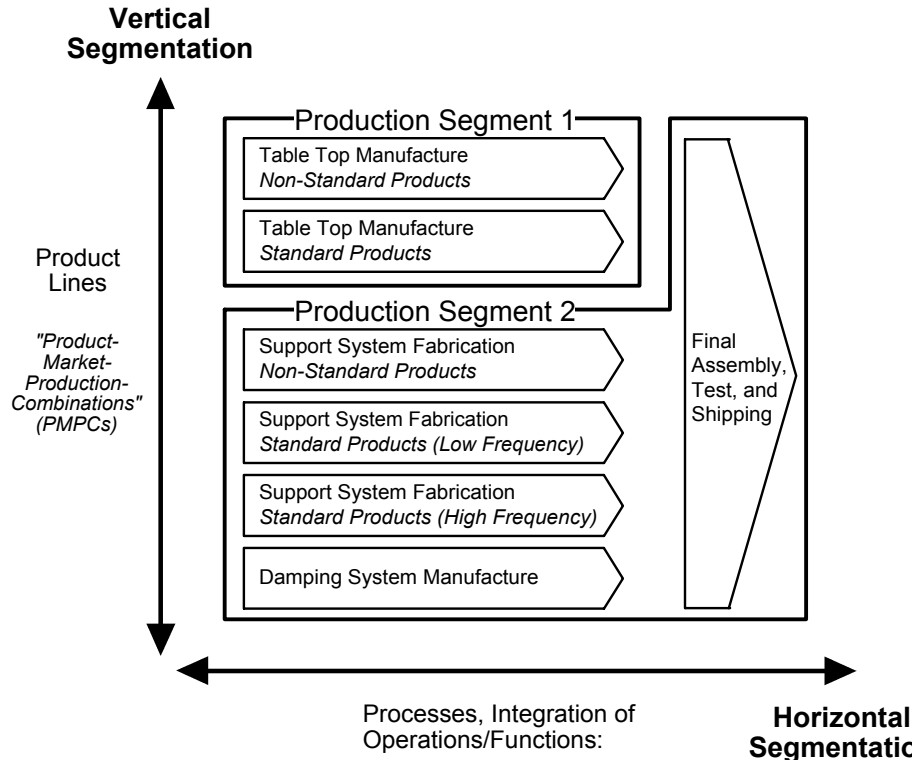 Vertical
Segmentation
Production Segment 1
Table Top Manufacture
Non-Standard Products
Table Top Manufacture
Standard Products
Product
Lines
"Product-
Market-
Production-
Combinations"
(PMPCs)
Production Segment 2
Support System Fabrication
Non-Standard Products
Support System Fabrication
Standard Products (Low Frequency)
Support System Fabrication
Standard Products (High Frequency)
Damping System Manufacture
Final
Assembly,
Test, and
Shipping
Processes, Integration of
Operations/Functions:
Horizontal
Segmentatio